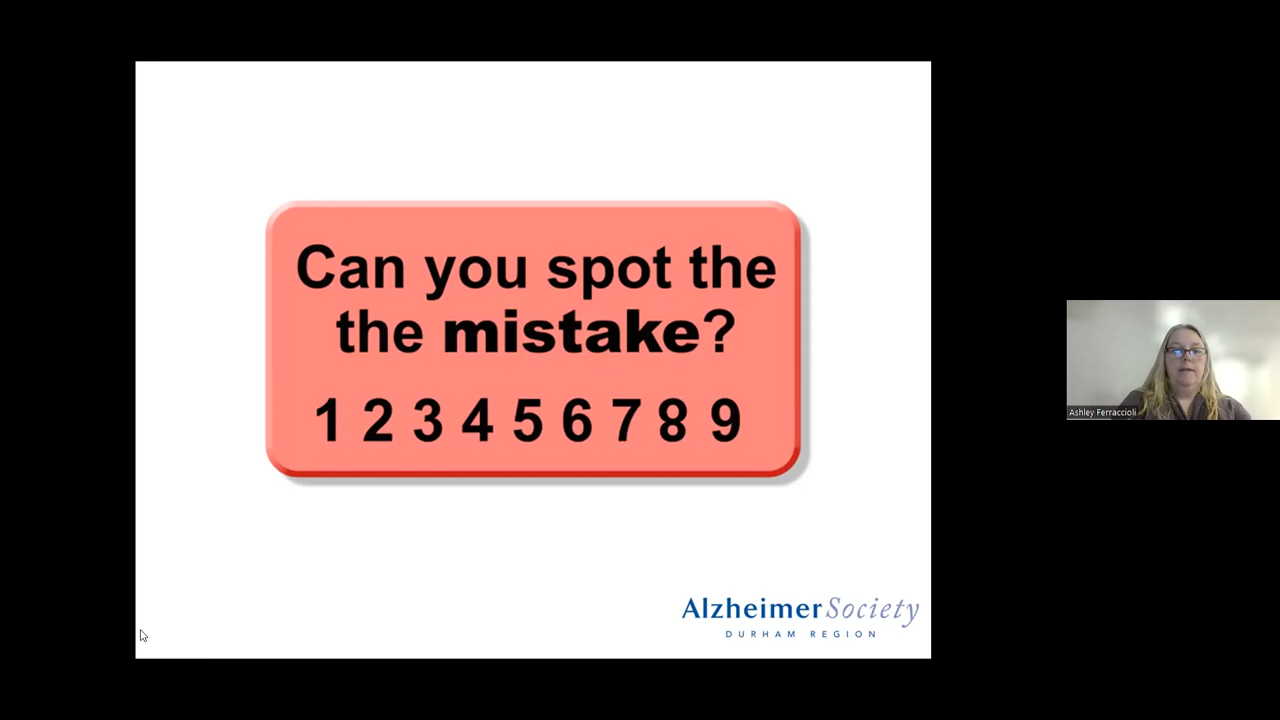 Can you spot the
the mistake?
1 2 3 4 5 6 7 8 9
Alzheimer Society
DURHAM REGION
Ashley Ferraccioli